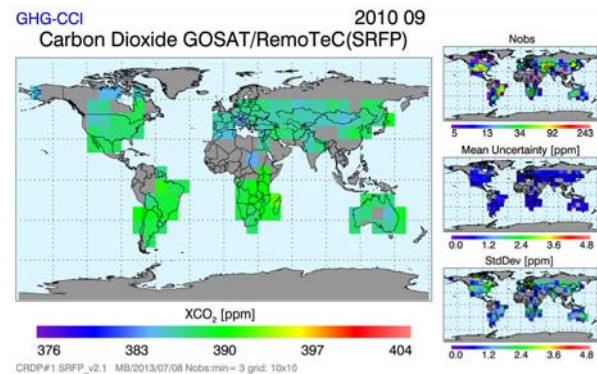 GHG-CCI
2010 09
Carbon Dioxide GOSAT/RemoTeC(SRFP)
XCO₂ [ppm]
376 383 390 397 404
CRDP#1 SRFP_v2.1 MB/2013/07/08 Nobs:min= 3 grid: 10x10
Nobs
5 13 34 92 243
Mean Uncertainty [ppm]
0.0 1.2 2.4 3.6 4.8
StdDev [ppm]
0.0 1.2 2.4 3.6 4.8